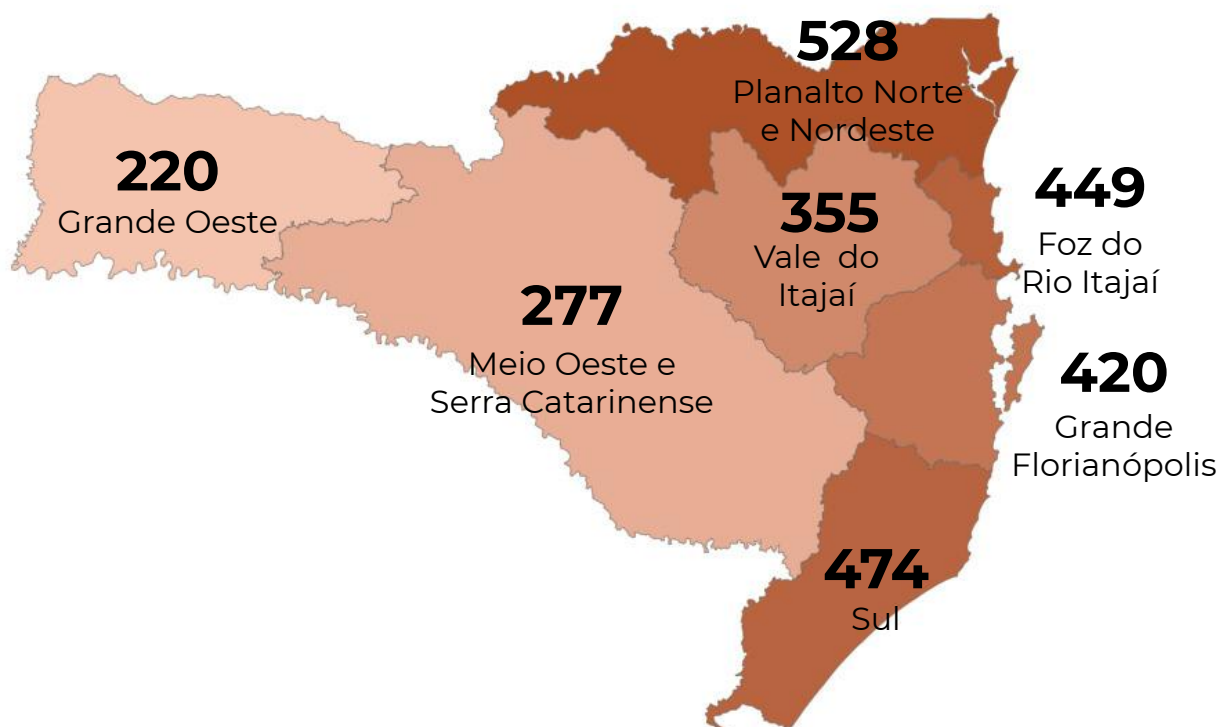 528
Planalto Norte
e Nordeste
220
Grande Oeste
355
Vale do
Itajaí
449
Foz do
Rio Itajaí
277
Meio Oeste e
Serra Catarinense
420
Grande
Florianópolis
474
Sul